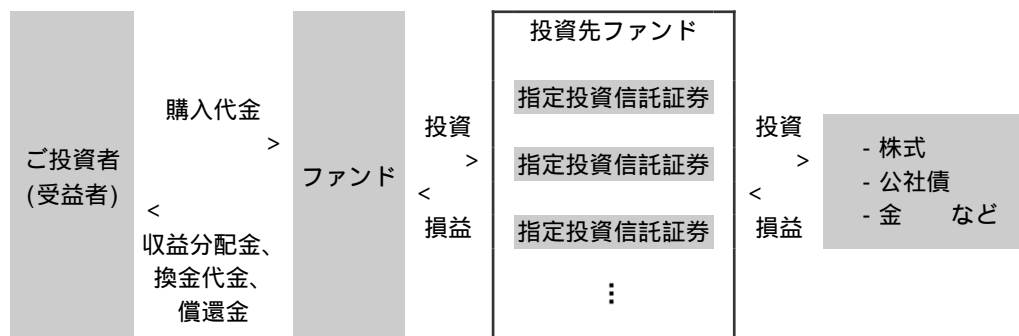 ご投資者
(受益者)
購入代金
>
<
収益分配金、
換金代金、
償還金
ファンド
投資
>
<
損益
投資先ファンド
指定投資信託証券
指定投資信託証券
指定投資信託証券
⋮
投資
>
<
損益
- 株式
- 公社債
- 金 など